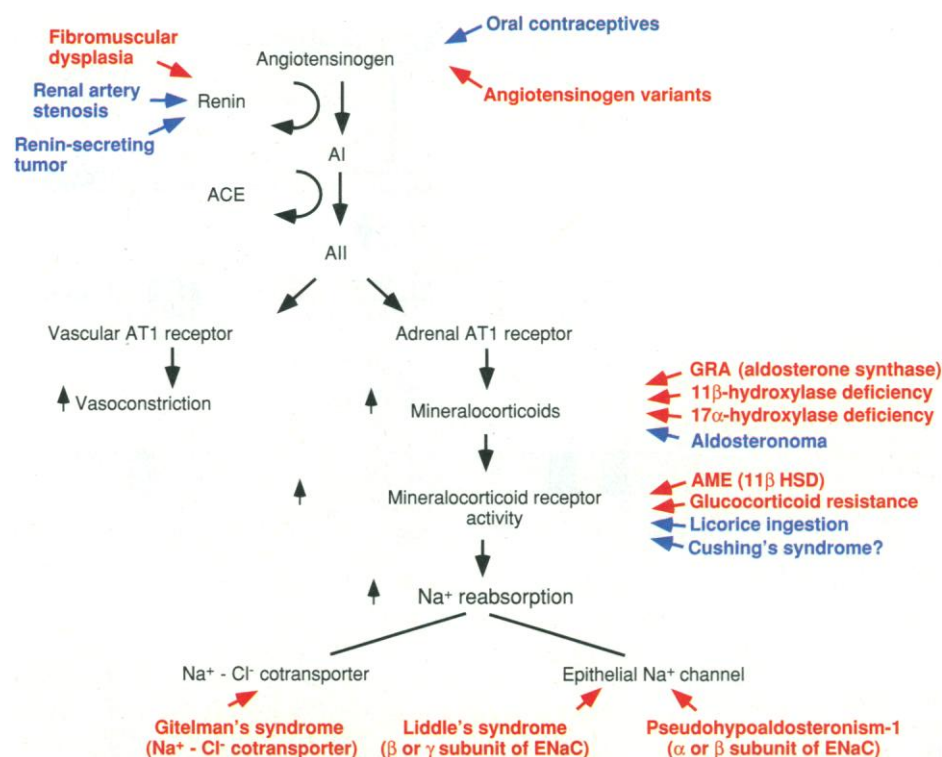 Oral contraceptives
Fibromuscular
dysplasia
Angiotensinogen
Renal artery
stenosis
Renin
Angiotensinogen variants
Renin-secreting
tumor
AI
ACE
AII
Vascular AT1 receptor
Adrenal AT1 receptor
Vasoconstriction
Mineralocorticoids
GRA (aldosterone synthase)
11β-hydroxylase deficiency
17α-hydroxylase deficiency
Aldosteronoma
Mineralocorticoid receptor
activity
AME (11β HSD)
Glucocorticoid resistance
Licorice ingestion
Cushing's syndrome?
Na⁺ reabsorption
Na⁺ - Cl⁻ cotransporter
Epithelial Na⁺ channel
Gitelman's syndrome
(Na⁺ - Cl⁻ cotransporter)
Liddle's syndrome
(β or γ subunit of ENaC)
Pseudohypoaldosteronism-1
(α or β subunit of ENaC)